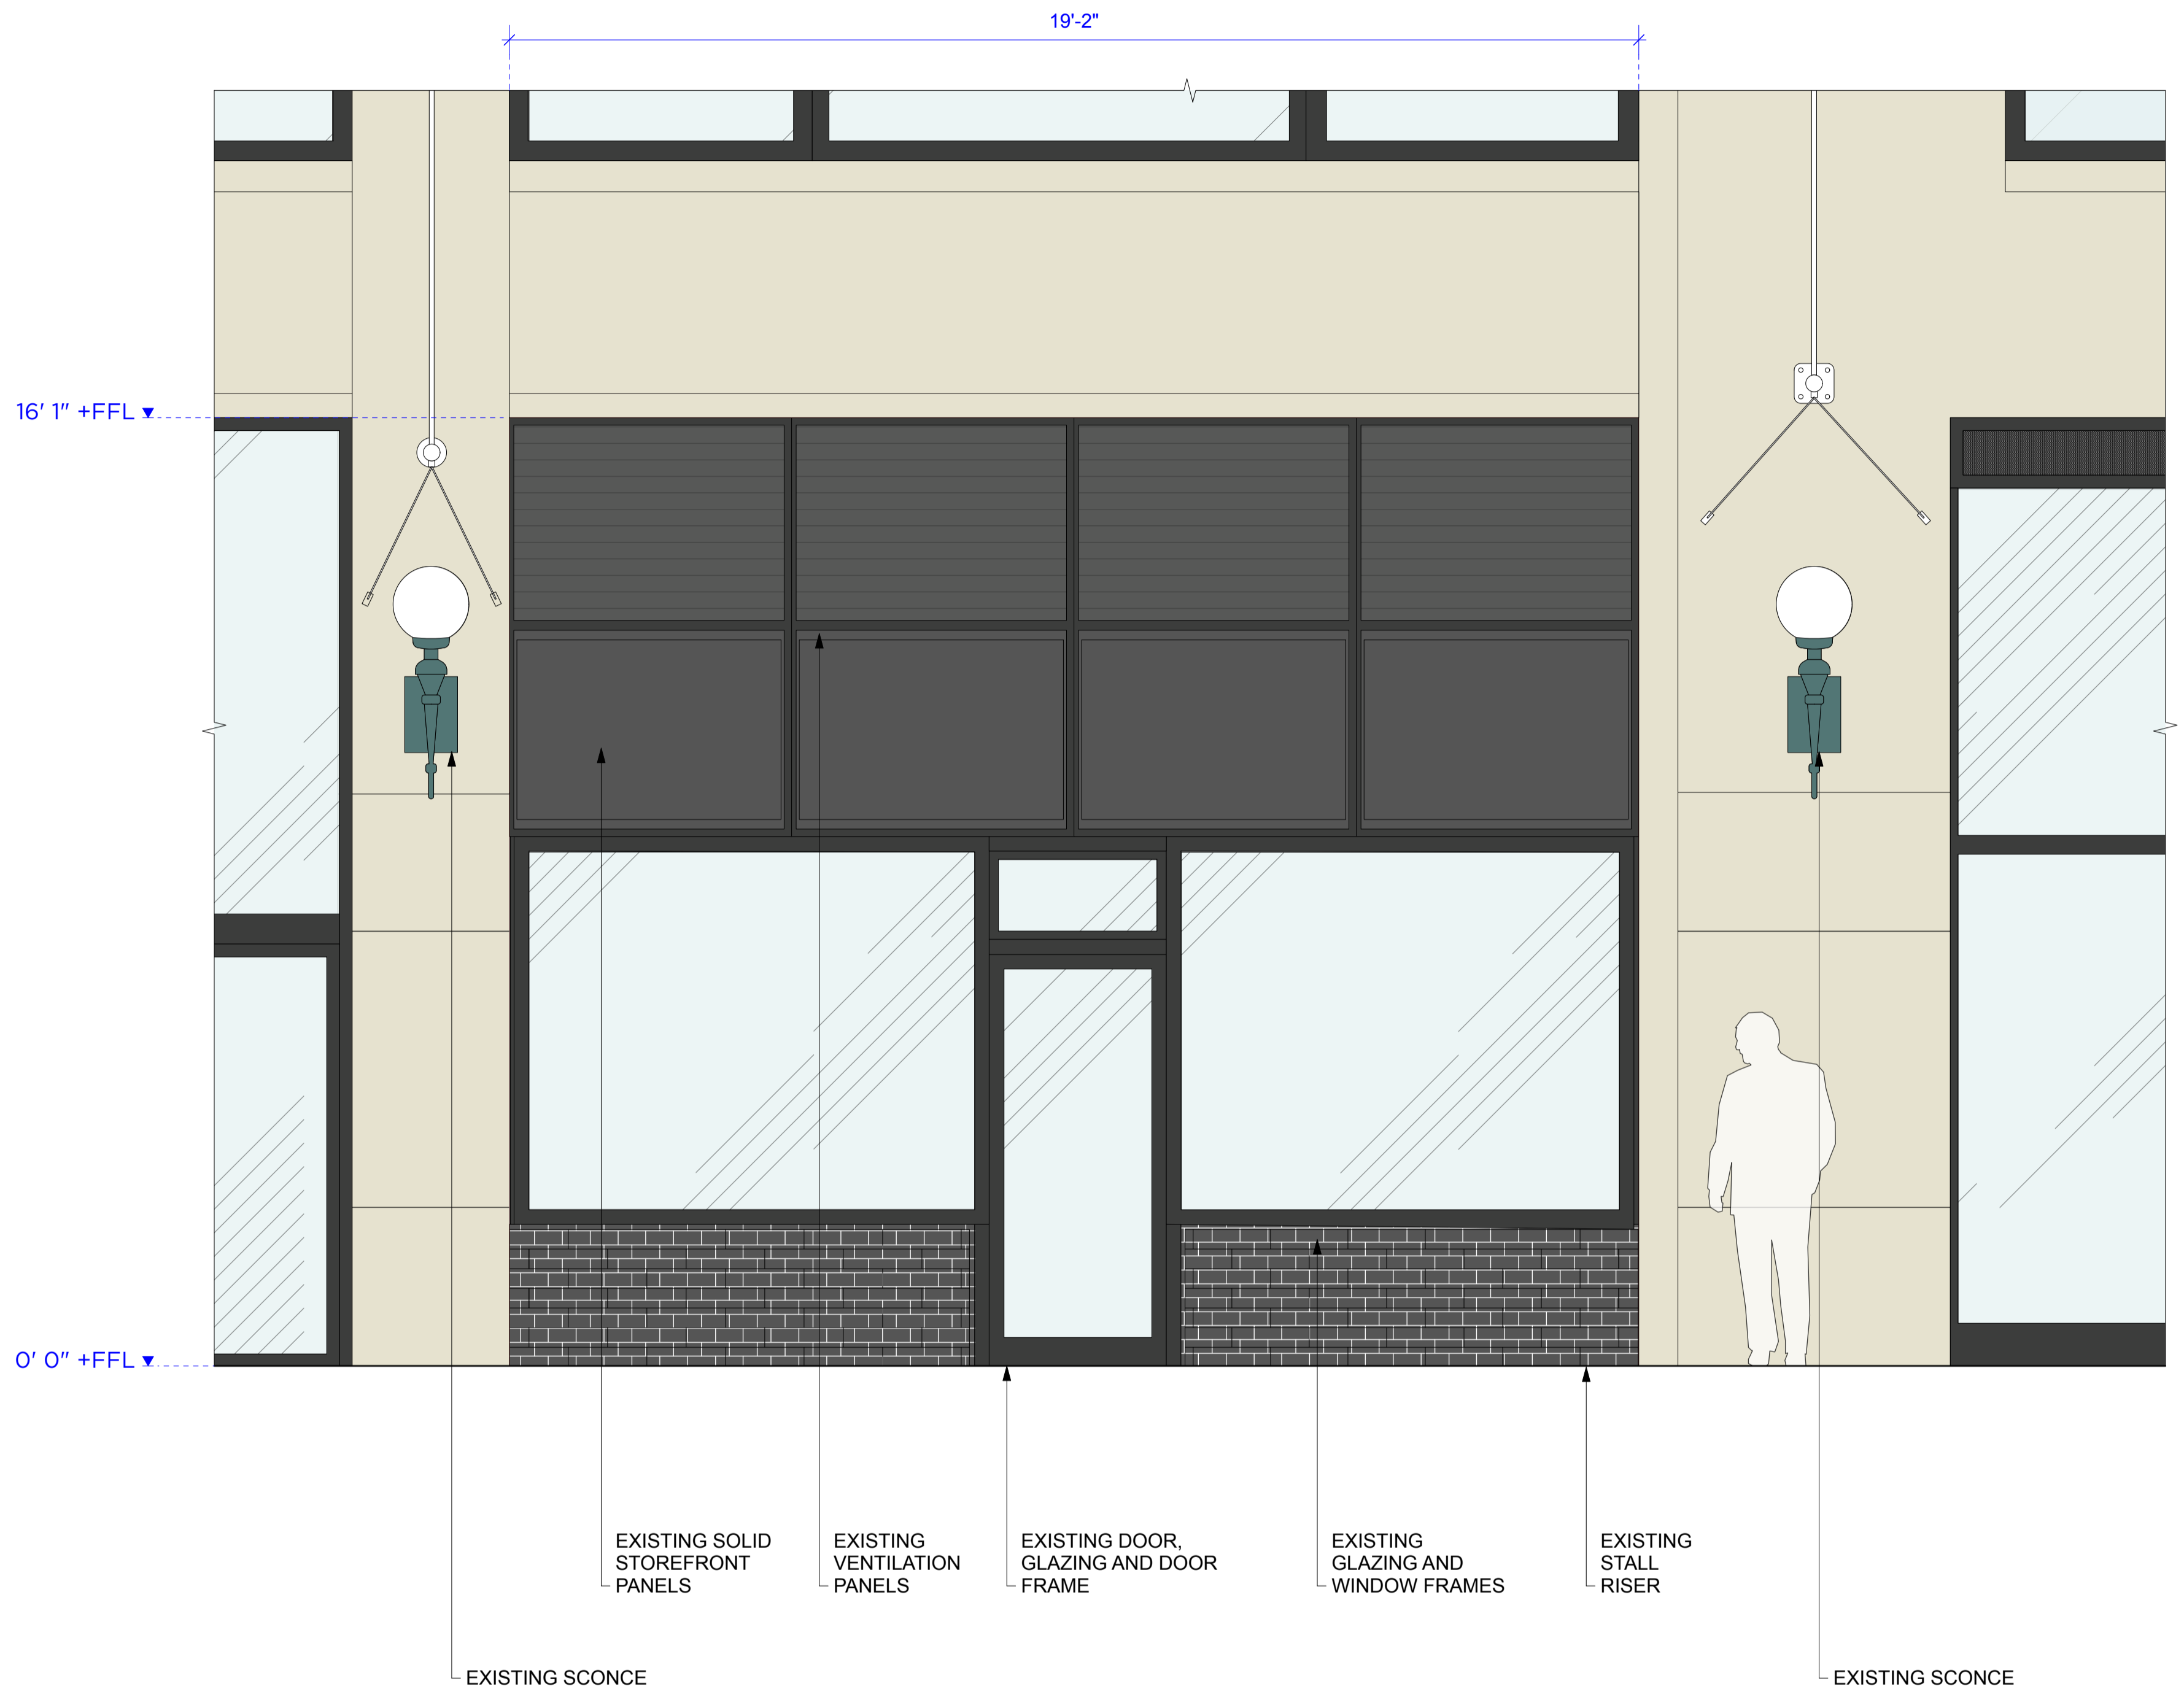 19'-2"
16' 1" +FFL
0' 0" +FFL
EXISTING SOLID
STOREFRONT
PANELS
EXISTING
VENTILATION
PANELS
EXISTING DOOR,
GLAZING AND DOOR
FRAME
EXISTING
GLAZING AND
WINDOW FRAMES
EXISTING
STALL
RISER
EXISTING SCONCE
EXISTING SCONCE